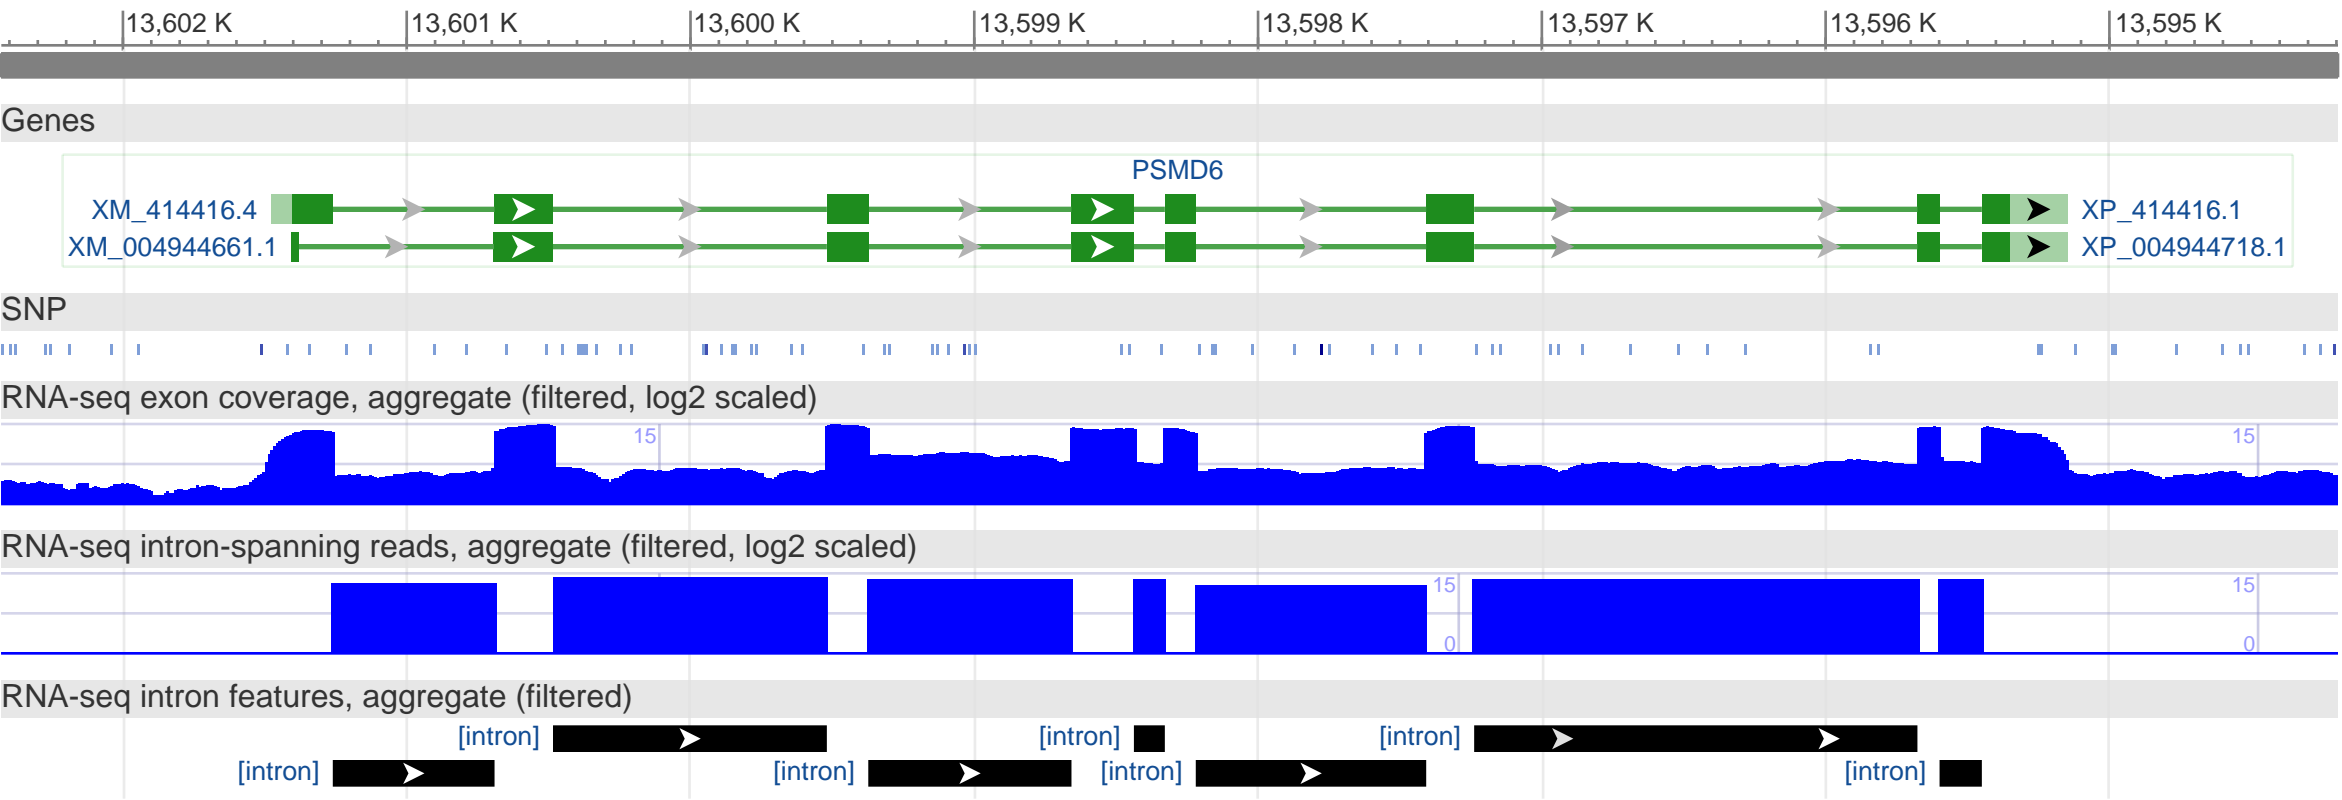 13,602 K 13,601 K 13,600 K 13,599 K 13,598 K 13,597 K 13,596 K 13,595 K
Genes
PSMD6
XM_414416.4 XP_414416.1
XM_004944661.1 XP_004944718.1
SNP
RNA-seq exon coverage, aggregate (filtered, log2 scaled)
15 15
RNA-seq intron-spanning reads, aggregate (filtered, log2 scaled)
15 15
0 0
RNA-seq intron features, aggregate (filtered)
[intron] [intron] [intron]
[intron] [intron] [intron] [intron]